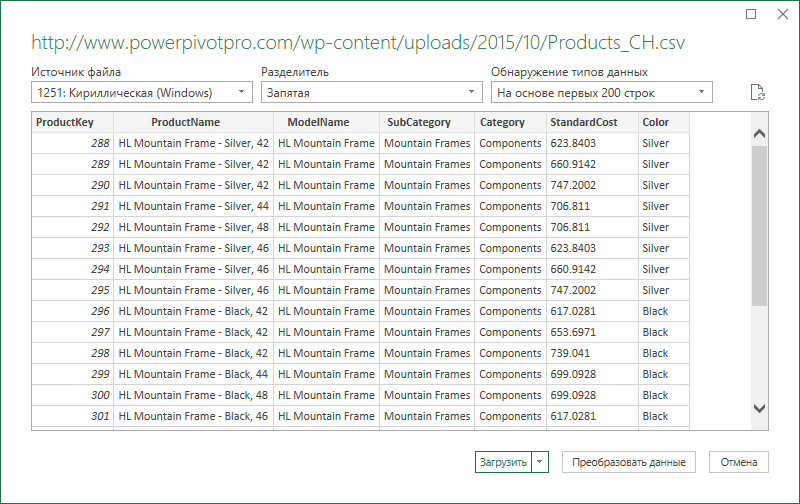 http://www.powerpivotpro.com/wp-content/uploads/2015/10/Products_CH.csv
Источник файла Разделитель Обнаружение типов данных
1251: Кириллическая (Windows) Запятая На основе первых 200 строк
ProductKey ProductName ModelName SubCategory Category StandardCost Color
288 HL Mountain Frame - Silver, 42 HL Mountain Frame Mountain Frames Components 623.8403 Silver
289 HL Mountain Frame - Silver, 42 HL Mountain Frame Mountain Frames Components 660.9142 Silver
290 HL Mountain Frame - Silver, 42 HL Mountain Frame Mountain Frames Components 747.2002 Silver
291 HL Mountain Frame - Silver, 44 HL Mountain Frame Mountain Frames Components 706.811 Silver
292 HL Mountain Frame - Silver, 48 HL Mountain Frame Mountain Frames Components 706.811 Silver
293 HL Mountain Frame - Silver, 46 HL Mountain Frame Mountain Frames Components 623.8403 Silver
294 HL Mountain Frame - Silver, 46 HL Mountain Frame Mountain Frames Components 660.9142 Silver
295 HL Mountain Frame - Silver, 46 HL Mountain Frame Mountain Frames Components 747.2002 Silver
296 HL Mountain Frame - Black, 42 HL Mountain Frame Mountain Frames Components 617.0281 Black
297 HL Mountain Frame - Black, 42 HL Mountain Frame Mountain Frames Components 653.6971 Black
298 HL Mountain Frame - Black, 42 HL Mountain Frame Mountain Frames Components 739.041 Black
299 HL Mountain Frame - Black, 44 HL Mountain Frame Mountain Frames Components 699.0928 Black
300 HL Mountain Frame - Black, 48 HL Mountain Frame Mountain Frames Components 699.0928 Black
301 HL Mountain Frame - Black, 46 HL Mountain Frame Mountain Frames Components 617.0281 Black
Загрузить Преобразовать данные Отмена